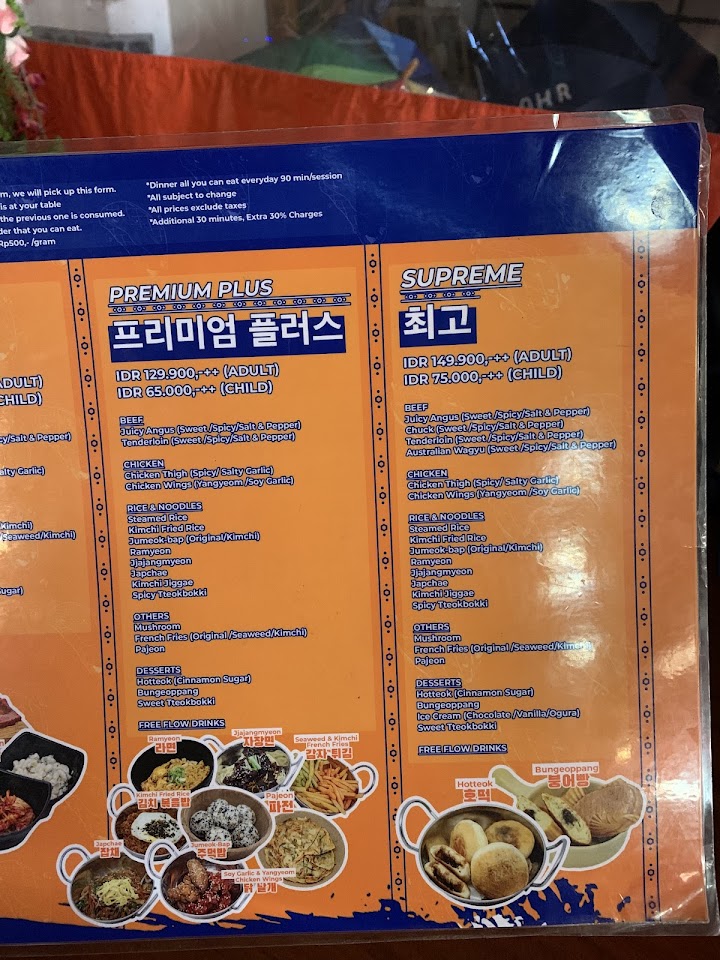 OHR
m, we will pick up this form.
is at your table
the previous one is consumed.
der that you can eat.
Rp500,- /gram
*Dinner all you can eat everyday 90 min/session
*All subject to change
*All prices exclude taxes
*Additional 30 minutes, Extra 30% Charges
ADULT)
CHILD)
cy/Salt & Pepper)
alty Garlic)
Kimchi)
/Seaweed/Kimchi)
Sugar)
PREMIUM PLUS
프리미엄 플러스
IDR 129.900,-++ (ADULT)
IDR 65.000,-++ (CHILD)
BEEF
Juicy Angus (Sweet /Spicy/Salt & Pepper)
Tenderloin (Sweet /Spicy/Salt & Pepper)
CHICKEN
Chicken Thigh (Spicy/ Salty Garlic)
Chicken Wings (Yangyeom /Soy Garlic)
RICE & NOODLES
Steamed Rice
Kimchi Fried Rice
Jumeok-bap (Original/Kimchi)
Ramyeon
Jjajangmyeon
Japchae
Kimchi Jiggae
Spicy Tteokbokki
OTHERS
Mushroom
French Fries (Original /Seaweed/Kimchi)
Pajeon
DESSERTS
Hotteok (Cinnamon Sugar)
Bungeoppang
Sweet Tteokbokki
FREE FLOW DRINKS
SUPREME
최고
IDR 149.900,-++ (ADULT)
IDR 75.000,-++ (CHILD)
BEEF
Juicy Angus (Sweet /Spicy/Salt & Pepper)
Chuck (Sweet /Spicy/Salt & Pepper)
Tenderloin (Sweet /Spicy/Salt & Pepper)
Australian Wagyu (Sweet /Spicy/Salt & Pepper)
CHICKEN
Chicken Thigh (Spicy/ Salty Garlic)
Chicken Wings (Yangyeom /Soy Garlic)
RICE & NOODLES
Steamed Rice
Kimchi Fried Rice
Jumeok-bap (Original/Kimchi)
Ramyeon
Jjajangmyeon
Japchae
Kimchi Jiggae
Spicy Tteokbokki
OTHERS
Mushroom
French Fries (Original /Seaweed/Kimchi)
Pajeon
DESSERTS
Hotteok (Cinnamon Sugar)
Bungeoppang
Ice Cream (Chocolate /Vanilla/Ogura)
Sweet Tteokbokki
FREE FLOW DRINKS
Ramyeon
라면
Jjajangmyeon
자장면
Seaweed & Kimchi
French Fries
감자 튀김
Kimchi Fried Rice
김치 볶음밥
Pajeon
파전
Japchae
잡채
Jumeok-Bap
주먹밥
Soy Garlic & Yangyeom
Chicken Wings
닭 날개
Hotteok
호떡
Bungeoppang
붕어빵